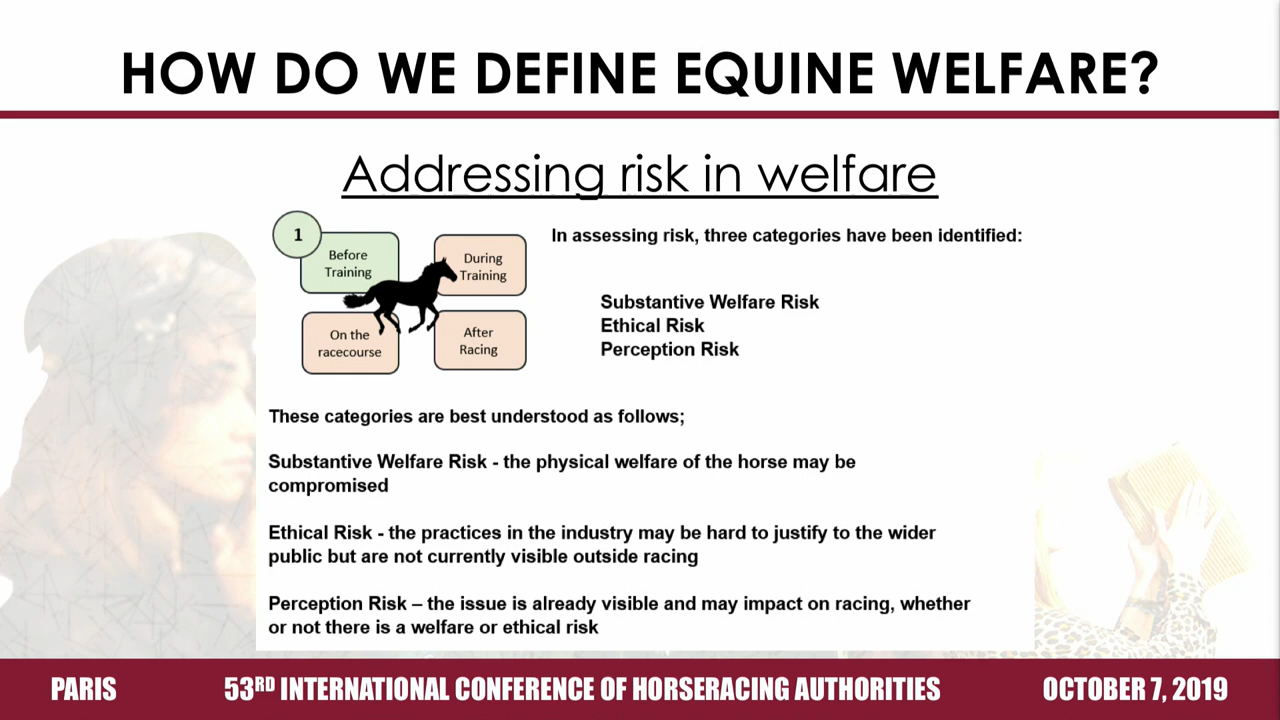 HOW DO WE DEFINE EQUINE WELFARE?
Addressing risk in welfare
1
Before
Training
During
Training
On the
racecourse
After
Racing
In assessing risk, three categories have been identified:
Substantive Welfare Risk
Ethical Risk
Perception Risk
These categories are best understood as follows;
Substantive Welfare Risk - the physical welfare of the horse may be
compromised
Ethical Risk - the practices in the industry may be hard to justify to the wider
public but are not currently visible outside racing
Perception Risk – the issue is already visible and may impact on racing, whether
or not there is a welfare or ethical risk
PARIS
53RD INTERNATIONAL CONFERENCE OF HORSERACING AUTHORITIES
OCTOBER 7, 2019